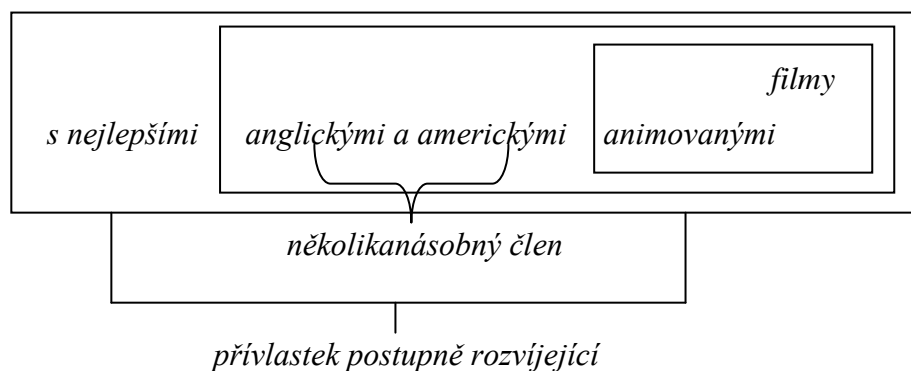 filmy
s nejlepšími anglickými a americkými animovanými
několikanásobný člen
přívlastek postupně rozvíjející